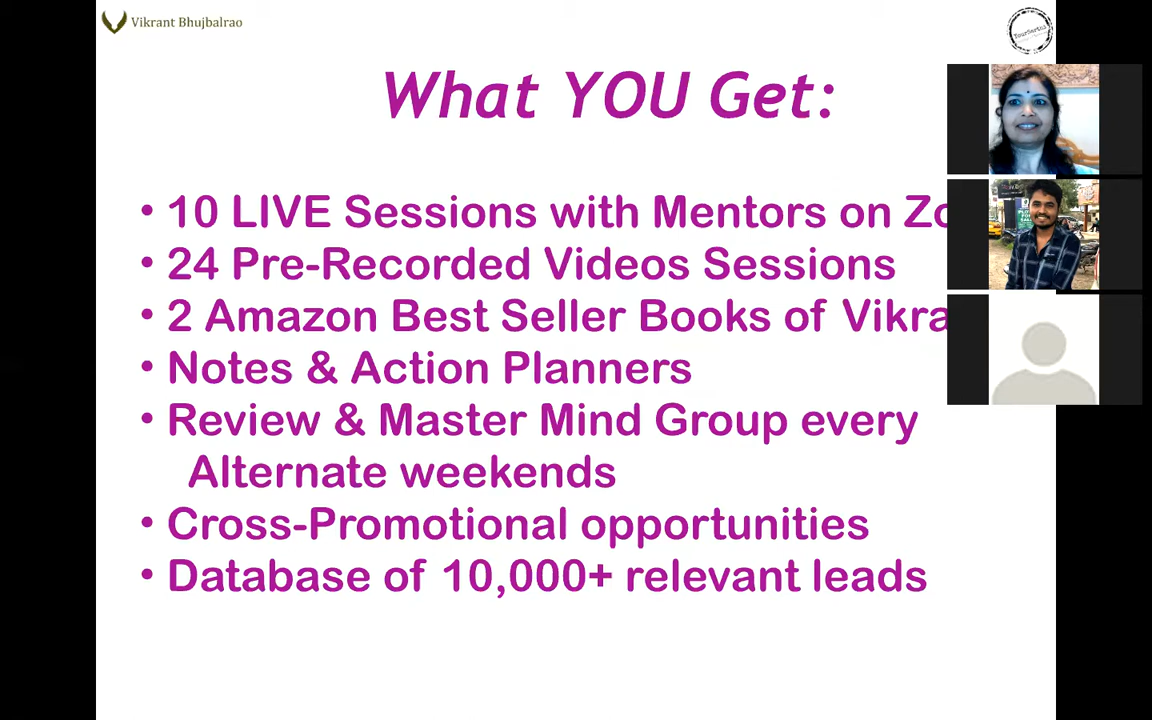 Vikrant Bhujbalrao
What YOU Get:
• 10 LIVE Sessions with Mentors on
• 24 Pre-Recorded Videos Sessions
• 2 Amazon Best Seller Books of
• Notes & Action Planners
• Review & Master Mind Group every
Alternate weekends
• Cross-Promotional opportunities
• Database of 10,000+ relevant leads